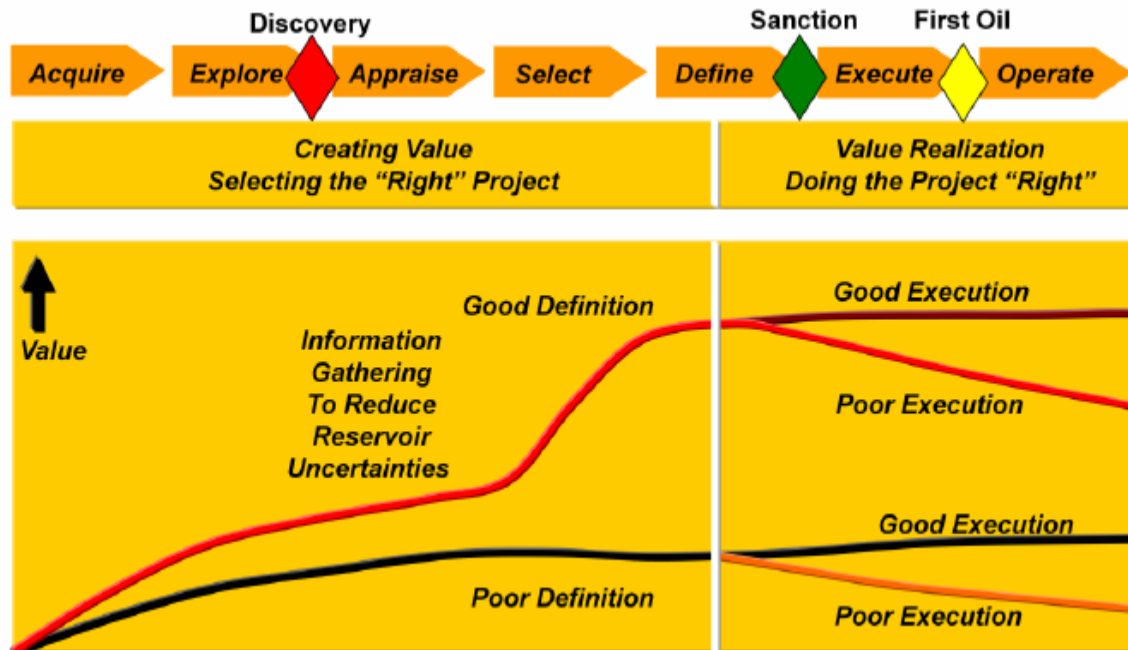 Discovery
Sanction
First Oil
Acquire
Explore
Appraise
Select
Define
Execute
Operate
Creating Value
Selecting the “Right” Project
Value Realization
Doing the Project “Right”
Value
Information
Gathering
To Reduce
Reservoir
Uncertainties
Good Definition
Poor Definition
Good Execution
Poor Execution
Good Execution
Poor Execution